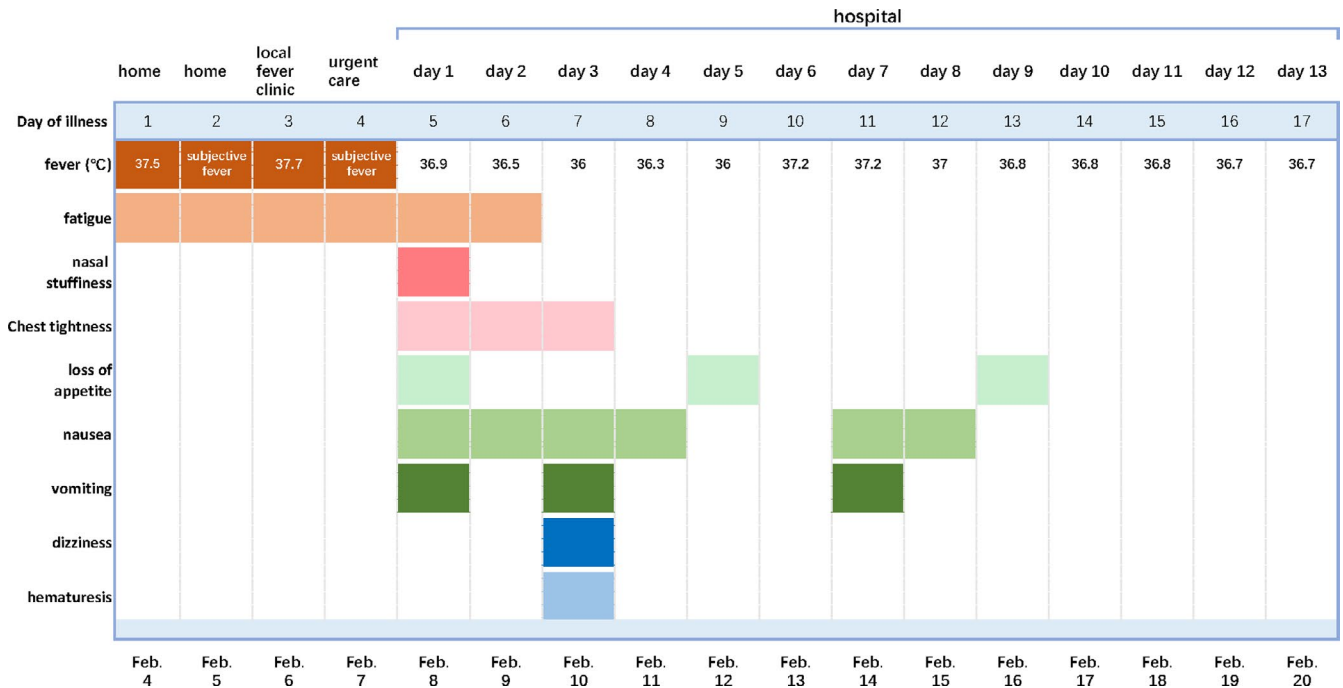 hospital
home home local fever clinic urgent care day 1 day 2 day 3 day 4 day 5 day 6 day 7 day 8 day 9 day 10 day 11 day 12 day 13
Day of illness 1 2 3 4 5 6 7 8 9 10 11 12 13 14 15 16 17
fever (°C) 37.5 subjective fever 37.7 subjective fever 36.9 36.5 36 36.3 36 37.2 37.2 37 36.8 36.8 36.8 36.7 36.7
fatigue
nasal
stuffiness
Chest tightness
loss of
appetite
nausea
vomiting
dizziness
hematuresis
Feb. Feb. Feb. Feb. Feb. Feb. Feb. Feb. Feb. Feb. Feb. Feb. Feb. Feb. Feb. Feb. Feb.
4 5 6 7 8 9 10 11 12 13 14 15 16 17 18 19 20